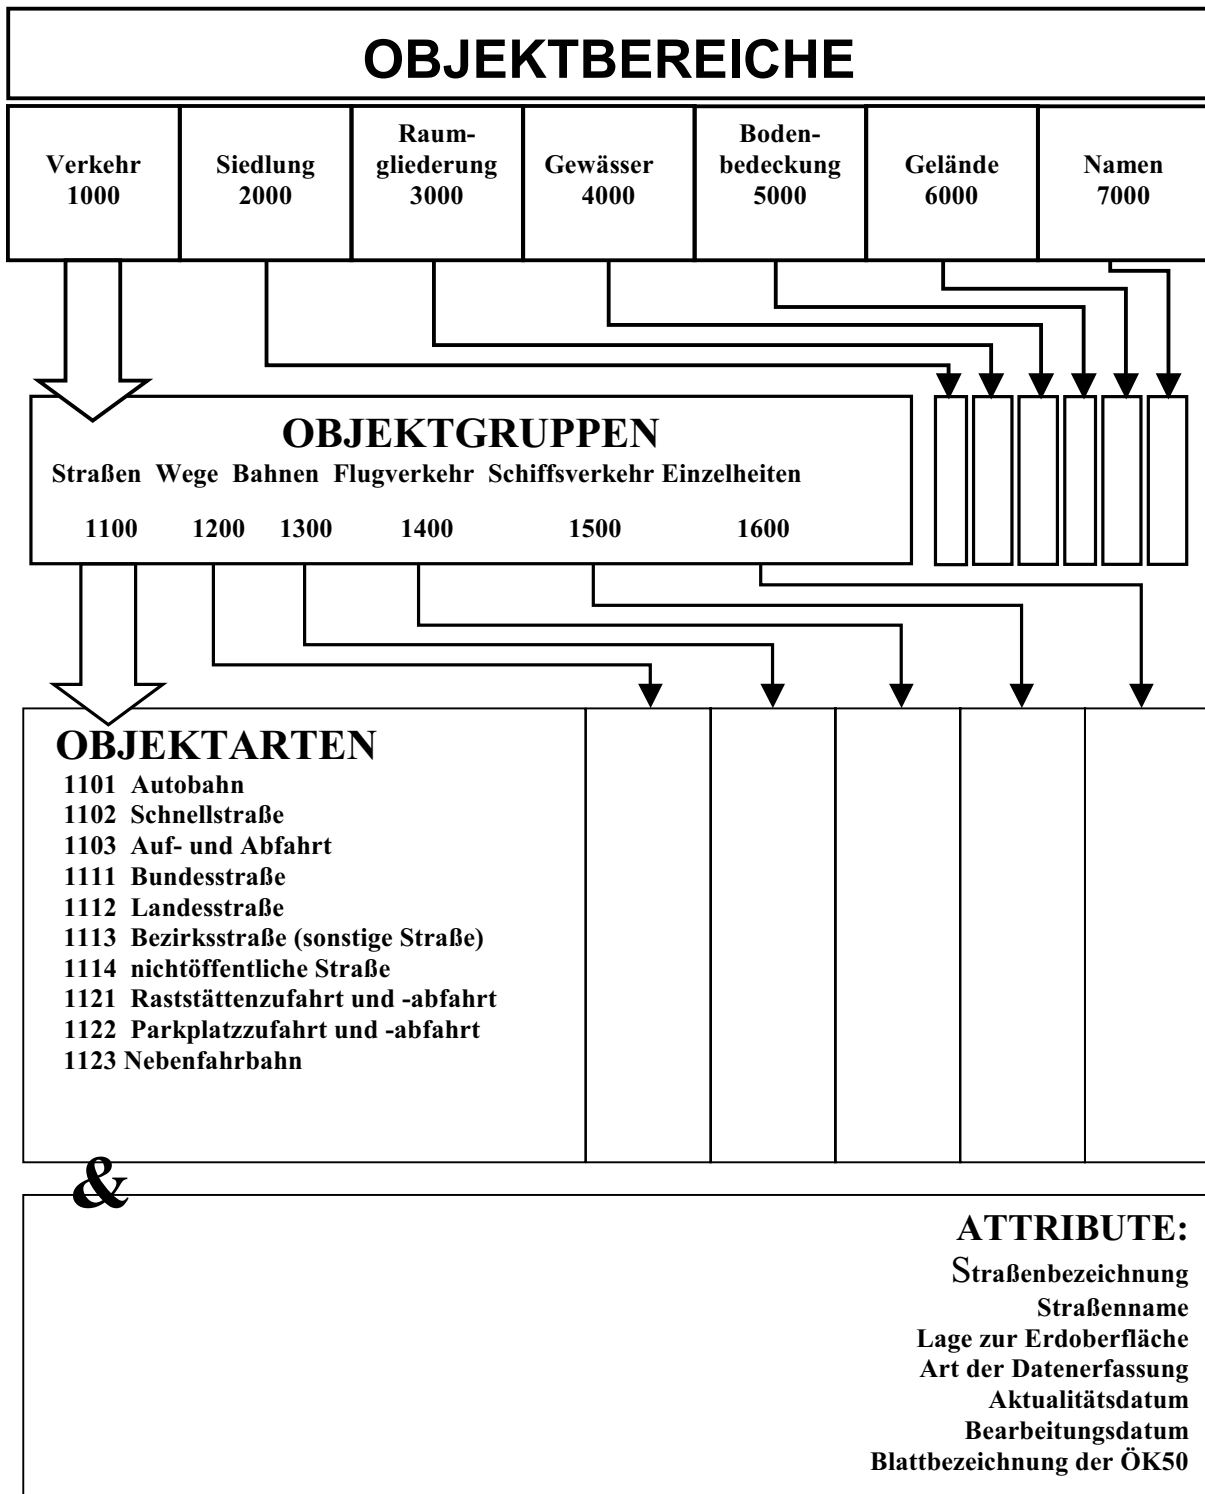 OBJEKTBEREICHE
Verkehr
1000
Siedlung
2000
Raum-
gliederung
3000
Gewässer
4000
Boden-
bedeckung
5000
Gelände
6000
Namen
7000
OBJEKTGRUPPEN
Straßen Wege Bahnen Flugverkehr Schiffsverkehr Einzelheiten
1100 1200 1300 1400 1500 1600
OBJEKTARTEN
1101 Autobahn
1102 Schnellstraße
1103 Auf- und Abfahrt
1111 Bundesstraße
1112 Landesstraße
1113 Bezirksstraße (sonstige Straße)
1114 nichtöffentliche Straße
1121 Raststättenzufahrt und -abfahrt
1122 Parkplatzzufahrt und -abfahrt
1123 Nebenfahrbahn
&
ATTRIBUTE:
Straßenbezeichnung
Straßenname
Lage zur Erdoberfläche
Art der Datenerfassung
Aktualitätsdatum
Bearbeitungsdatum
Blattbezeichnung der ÖK50